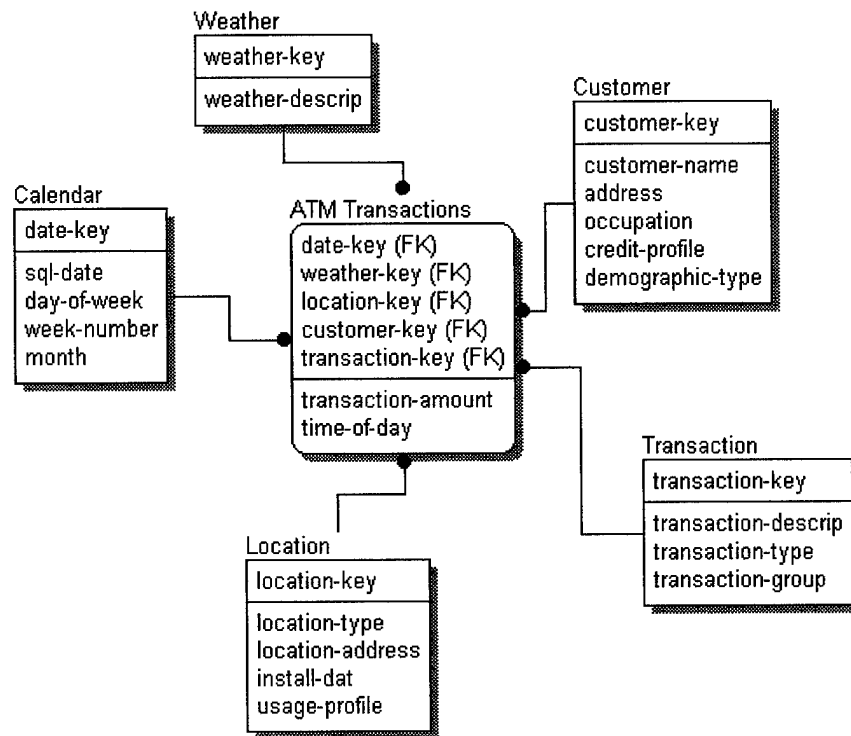 Weather
weather-key
weather-descrip
Customer
customer-key
customer-name
address
occupation
credit-profile
demographic-type
Calendar
date-key
sql-date
day-of-week
week-number
month
ATM Transactions
date-key (FK)
weather-key (FK)
location-key (FK)
customer-key (FK)
transaction-key (FK)
transaction-amount
time-of-day
Transaction
transaction-key
transaction-descrip
transaction-type
transaction-group
Location
location-key
location-type
location-address
install-dat
usage-profile